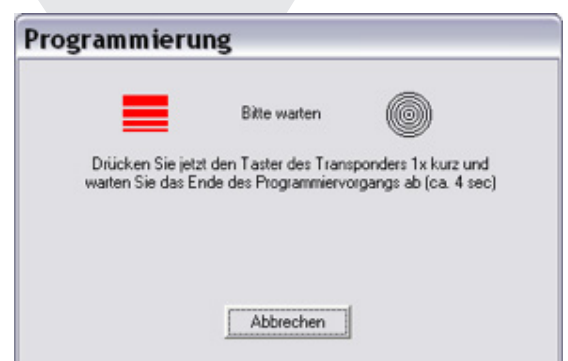 Programmierung
Bitte warten
Drücken Sie jetzt den Taster des Transponders 1x kurz und
warten Sie das Ende des Programmiervorgangs ab (ca. 4 sec)
Abbrechen